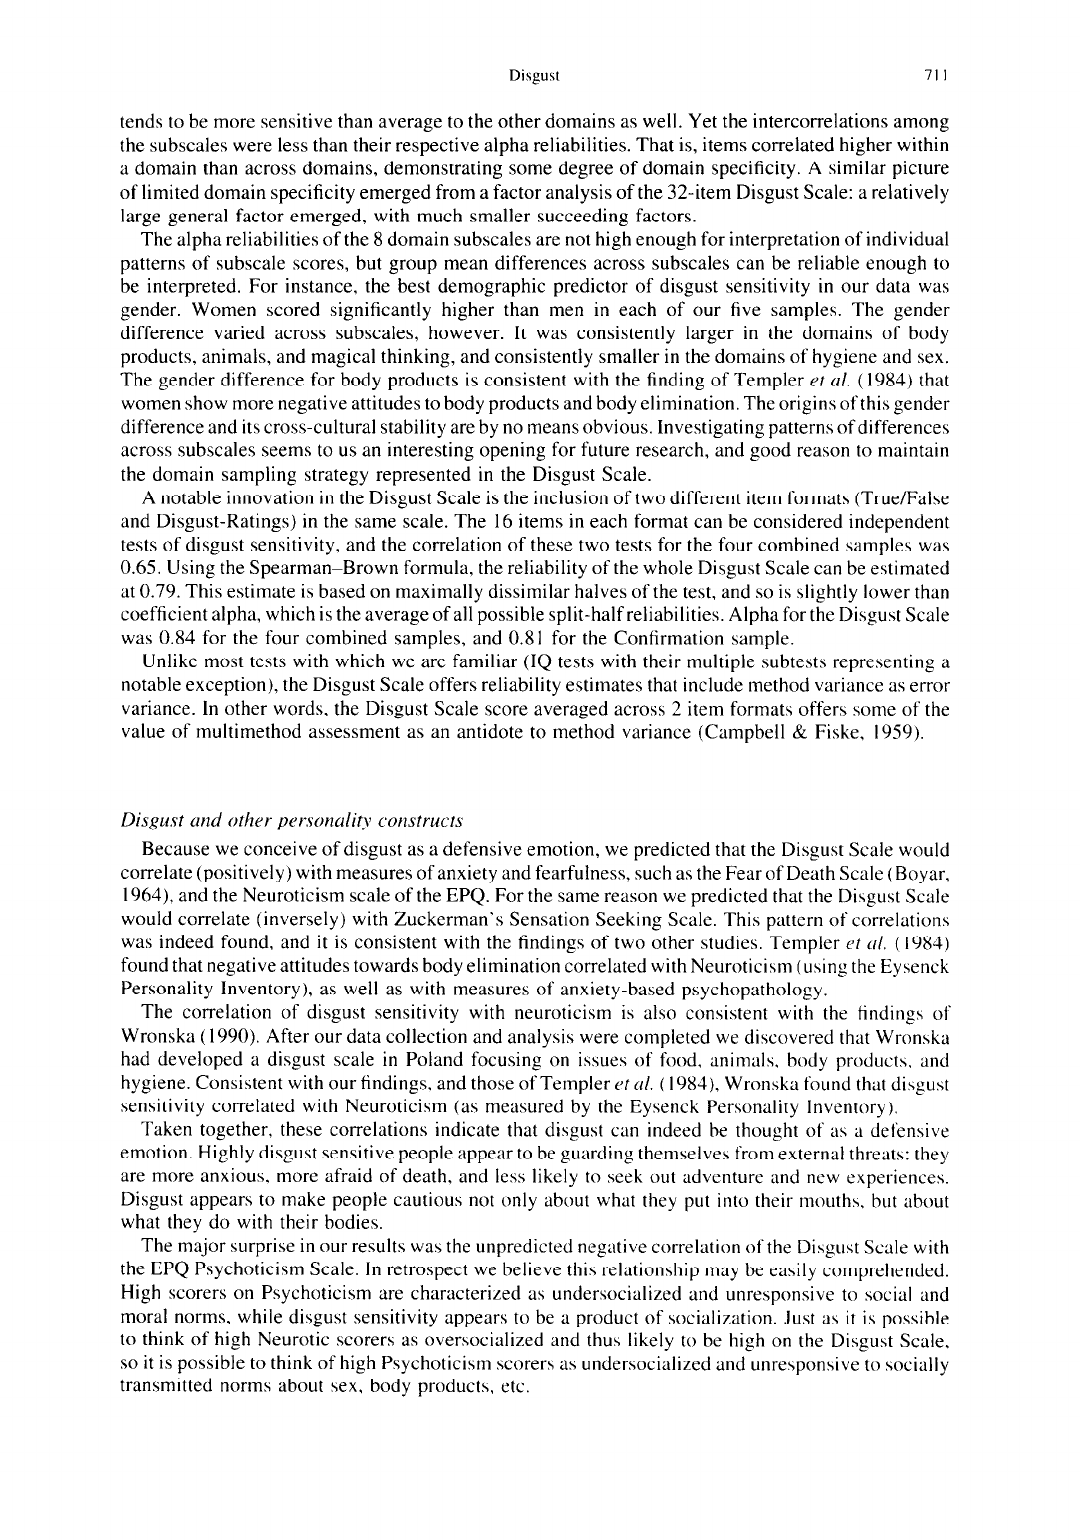 Disgust 711
tends to be more sensitive than average to the other domains as well. Yet the intercorrelations among
the subscales were less than their respective alpha reliabilities. That is, items correlated higher within
a domain than across domains, demonstrating some degree of domain specificity. A similar picture
of limited domain specificity emerged from a factor analysis of the 32-item Disgust Scale: a relatively
large general factor emerged, with much smaller succeeding factors.
The alpha reliabilities of the 8 domain subscales are not high enough for interpretation of individual
patterns of subscale scores, but group mean differences across subscales can be reliable enough to
be interpreted. For instance, the best demographic predictor of disgust sensitivity in our data was
gender. Women scored significantly higher than men in each of our five samples. The gender
difference varied across subscales, however. It was consistently larger in the domains of body
products, animals, and magical thinking, and consistently smaller in the domains of hygiene and sex.
The gender difference for body products is consistent with the finding of Templer et al. (1984) that
women show more negative attitudes to body products and body elimination. The origins of this gender
difference and its cross-cultural stability are by no means obvious. Investigating patterns of differences
across subscales seems to us an interesting opening for future research, and good reason to maintain
the domain sampling strategy represented in the Disgust Scale.
A notable innovation in the Disgust Scale is the inclusion of two different item formats (True/False
and Disgust-Ratings) in the same scale. The 16 items in each format can be considered independent
tests of disgust sensitivity, and the correlation of these two tests for the four combined samples was
0.65. Using the Spearman–Brown formula, the reliability of the whole Disgust Scale can be estimated
at 0.79. This estimate is based on maximally dissimilar halves of the test, and so is slightly lower than
coefficient alpha, which is the average of all possible split-half reliabilities. Alpha for the Disgust Scale
was 0.84 for the four combined samples, and 0.81 for the Confirmation sample.
Unlike most tests with which we are familiar (IQ tests with their multiple subtests representing a
notable exception), the Disgust Scale offers reliability estimates that include method variance as error
variance. In other words, the Disgust Scale score averaged across 2 item formats offers some of the
value of multimethod assessment as an antidote to method variance (Campbell & Fiske, 1959).
Disgust and other personality constructs
Because we conceive of disgust as a defensive emotion, we predicted that the Disgust Scale would
correlate (positively) with measures of anxiety and fearfulness, such as the Fear of Death Scale (Boyar,
1964), and the Neuroticism scale of the EPQ. For the same reason we predicted that the Disgust Scale
would correlate (inversely) with Zuckerman's Sensation Seeking Scale. This pattern of correlations
was indeed found, and it is consistent with the findings of two other studies. Templer et al. (1984)
found that negative attitudes towards body elimination correlated with Neuroticism (using the Eysenck
Personality Inventory), as well as with measures of anxiety-based psychopathology.
The correlation of disgust sensitivity with neuroticism is also consistent with the findings of
Wronska (1990). After our data collection and analysis were completed we discovered that Wronska
had developed a disgust scale in Poland focusing on issues of food, animals, body products, and
hygiene. Consistent with our findings, and those of Templer et al. (1984), Wronska found that disgust
sensitivity correlated with Neuroticism (as measured by the Eysenck Personality Inventory).
Taken together, these correlations indicate that disgust can indeed be thought of as a defensive
emotion. Highly disgust sensitive people appear to be guarding themselves from external threats: they
are more anxious, more afraid of death, and less likely to seek out adventure and new experiences.
Disgust appears to make people cautious not only about what they put into their mouths, but about
what they do with their bodies.
The major surprise in our results was the unpredicted negative correlation of the Disgust Scale with
the EPQ Psychoticism Scale. In retrospect we believe this relationship may be easily comprehended.
High scorers on Psychoticism are characterized as undersocialized and unresponsive to social and
moral norms, while disgust sensitivity appears to be a product of socialization. Just as it is possible
to think of high Neurotic scorers as oversocialized and thus likely to be high on the Disgust Scale,
so it is possible to think of high Psychoticism scorers as undersocialized and unresponsive to socially
transmitted norms about sex, body products, etc.